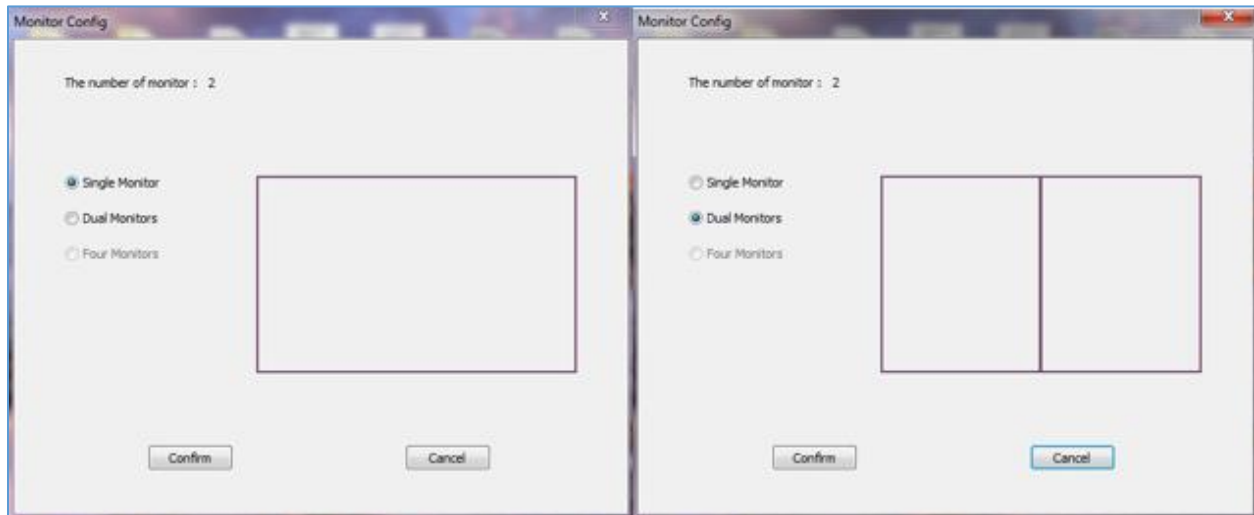 Monitor Config
The number of monitor : 2
Single Monitor
Dual Monitors
Four Monitors
Confirm Cancel
Monitor Config
The number of monitor : 2
Single Monitor
Dual Monitors
Four Monitors
Confirm Cancel